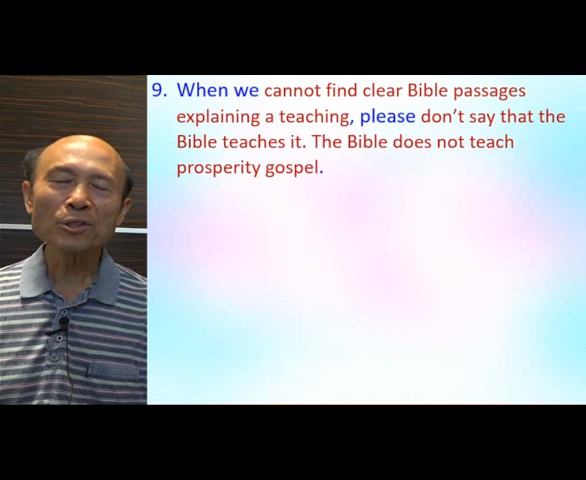 9. When we cannot find clear Bible passages
explaining a teaching, please don't say that the
Bible teaches it. The Bible does not teach
prosperity gospel.